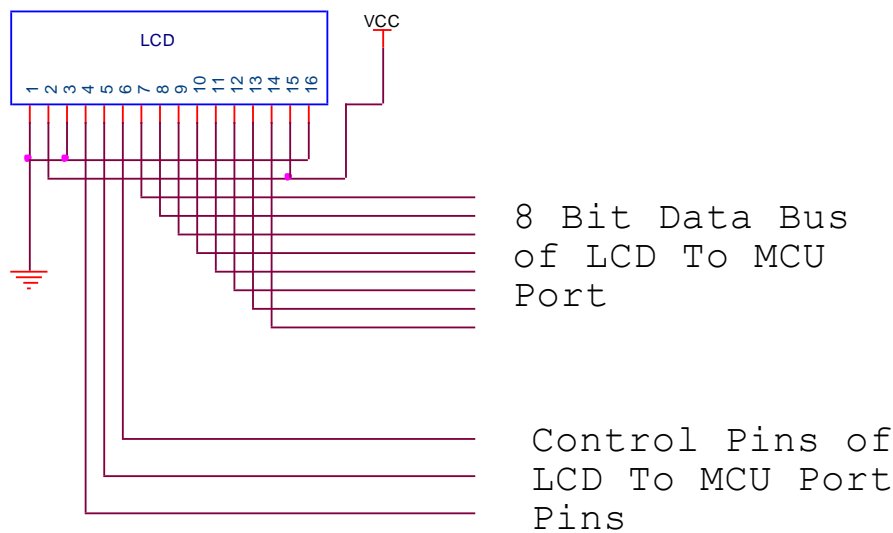 VCC
LCD
1 2 3 4 5 6 7 8 9 10 11 12 13 14 15 16
8 Bit Data Bus
of LCD To MCU
Port
Control Pins of
LCD To MCU Port
Pins